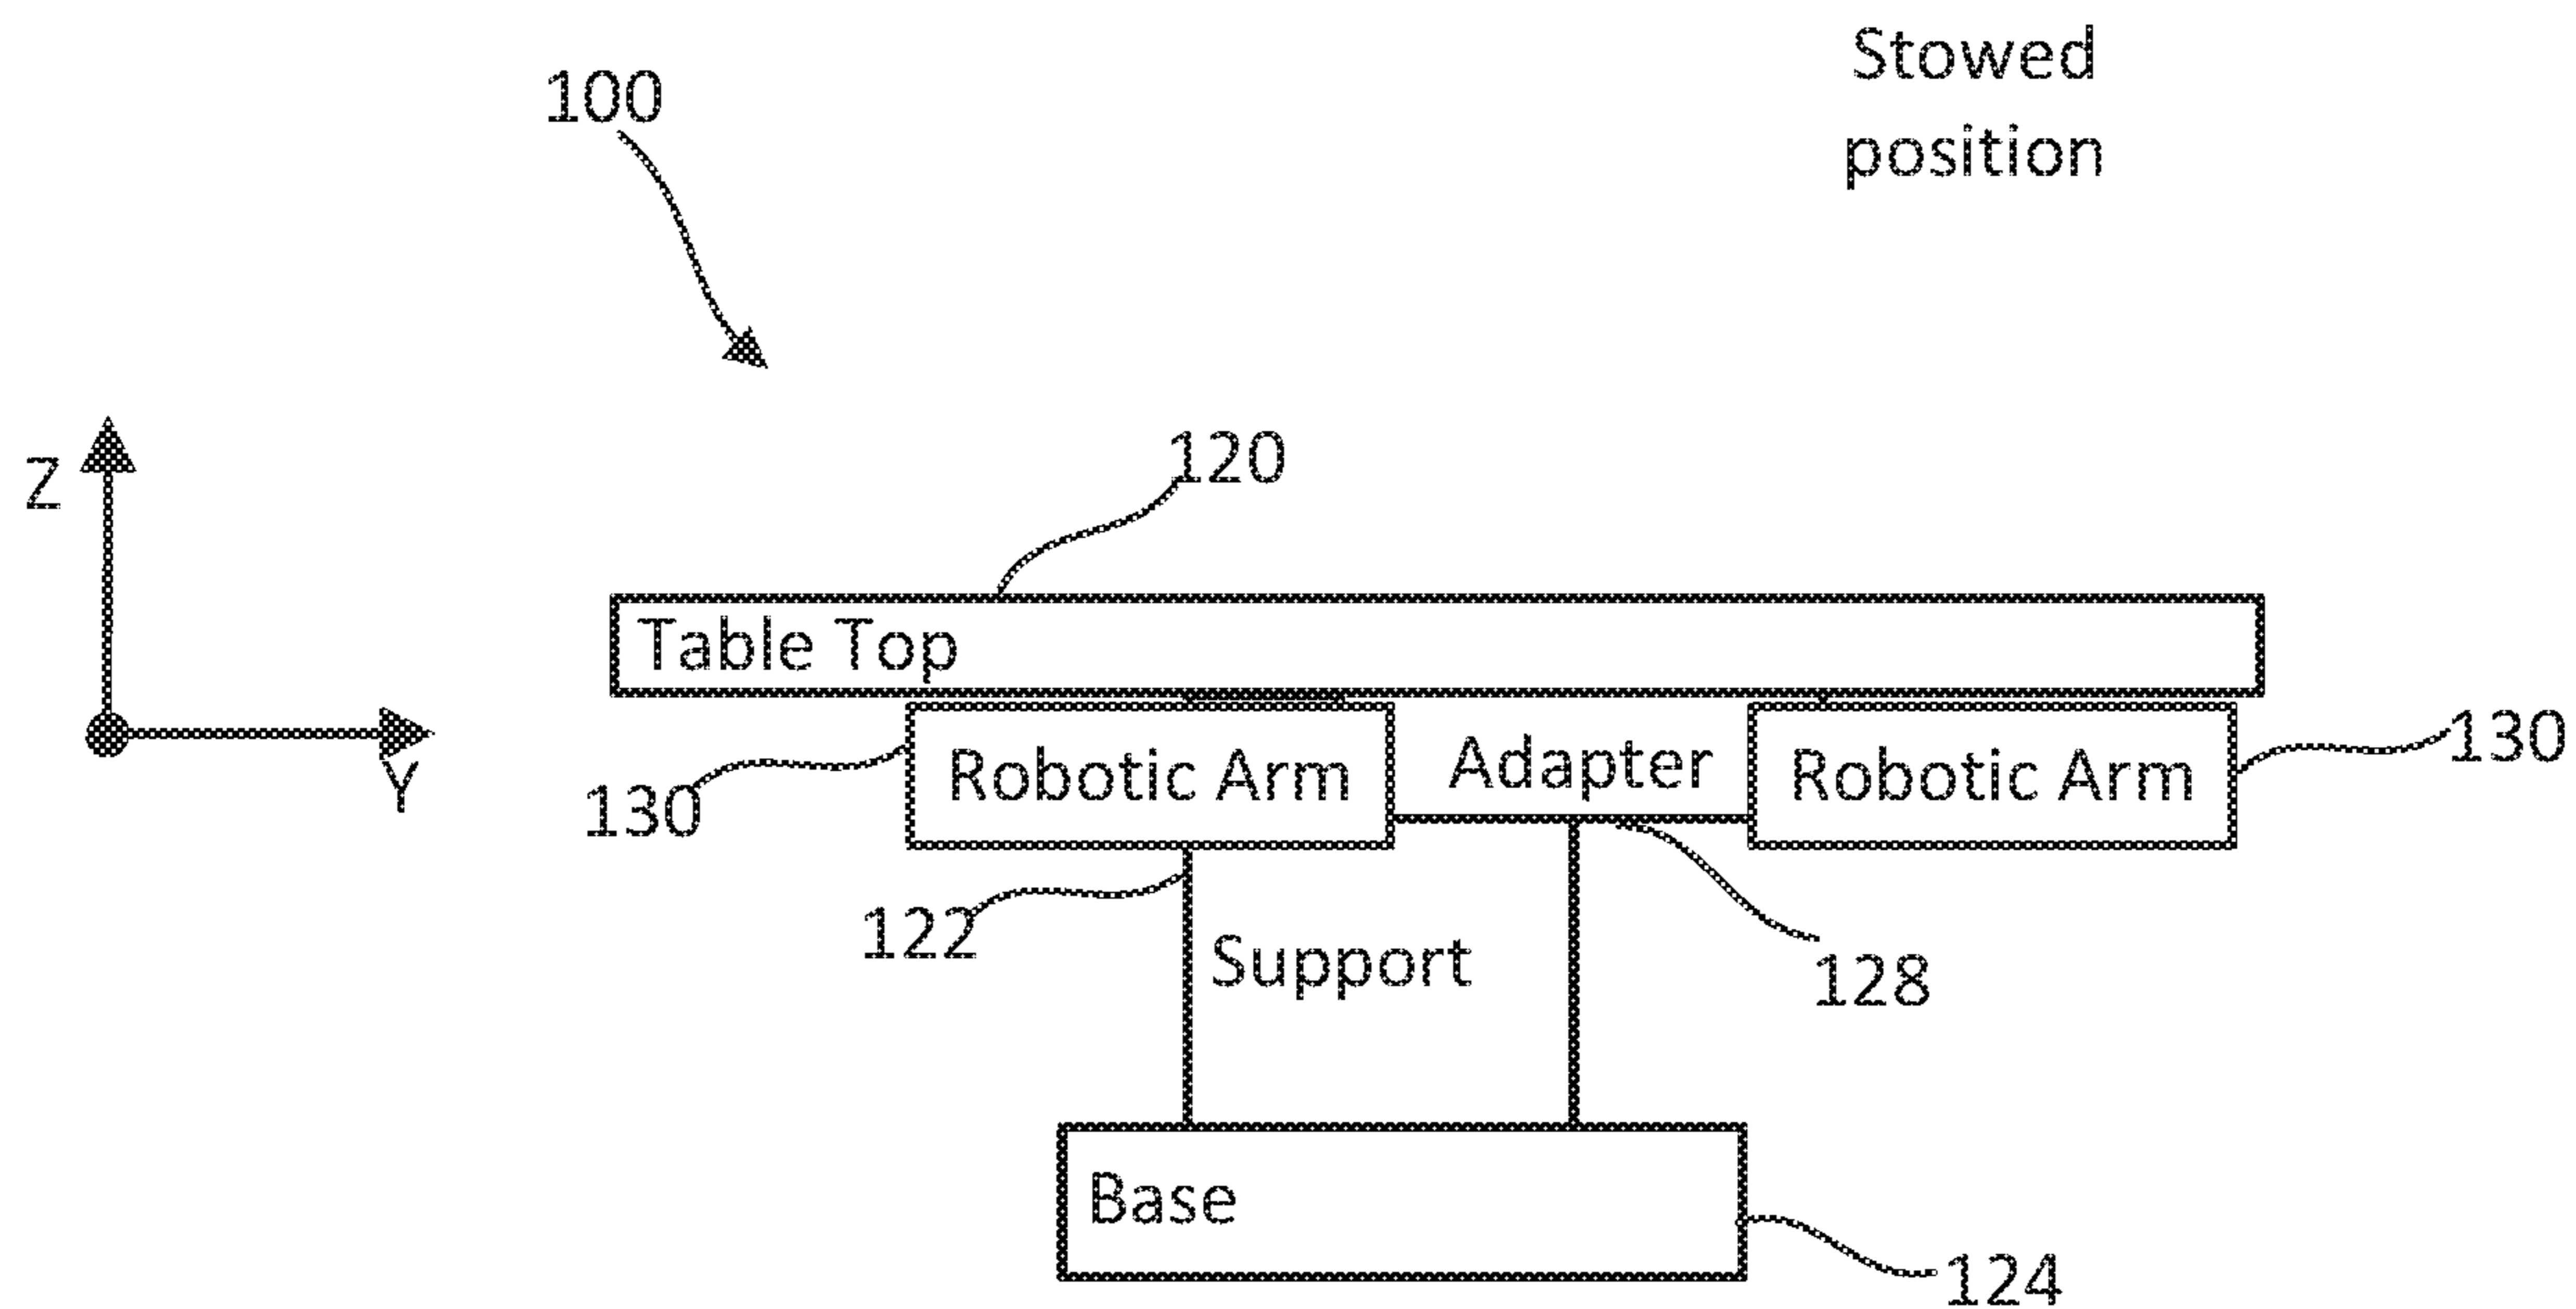 Stowed
position
100
Z
120
Table Top
Y
130
Robotic Arm
Adapter
Robotic Arm
130
122
Support
128
Base
124